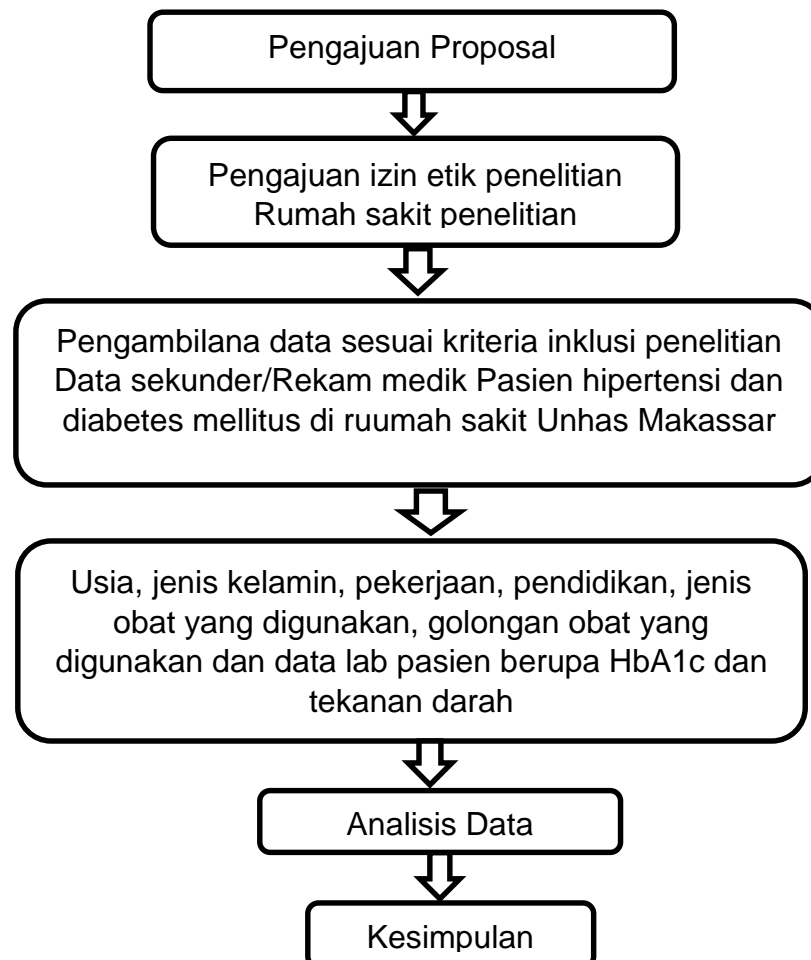 Pengajuan Proposal
Pengajuan izin etik penelitian
Rumah sakit penelitian
Pengambilana data sesuai kriteria inklusi penelitian
Data sekunder/Rekam medik Pasien hipertensi dan
diabetes mellitus di ruumah sakit Unhas Makassar
Usia, jenis kelamin, pekerjaan, pendidikan, jenis
obat yang digunakan, golongan obat yang
digunakan dan data lab pasien berupa HbA1c dan
tekanan darah
Analisis Data
Kesimpulan